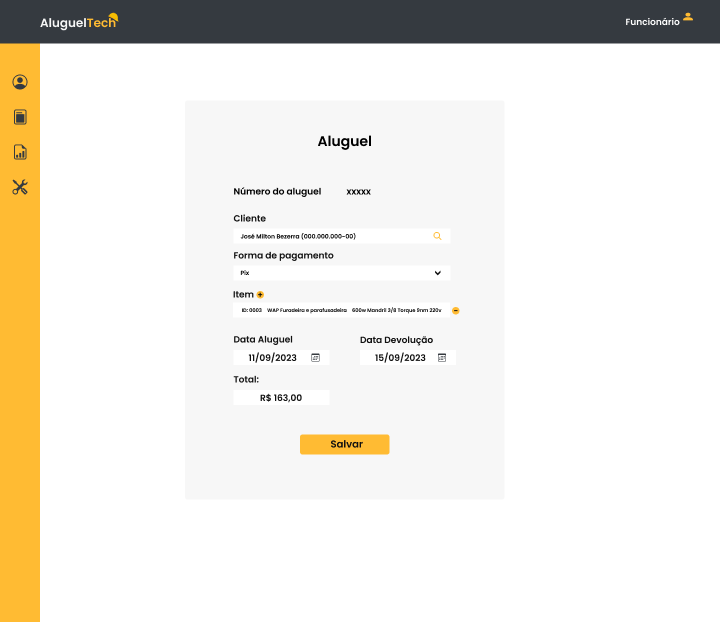 AluguelTech
Funcionário
Aluguel
Número do aluguel xxxxx
Cliente
José Milton Bezerra (000.000.000-00)
Forma de pagamento
Pix
Item
ID: 0003 WAP Furadeira e parafusadeira 600w Mandril 3/8 Torque 9nm 220v
Data Aluguel Data Devolução
11/09/2023 15/09/2023
Total:
R$ 163,00
Salvar